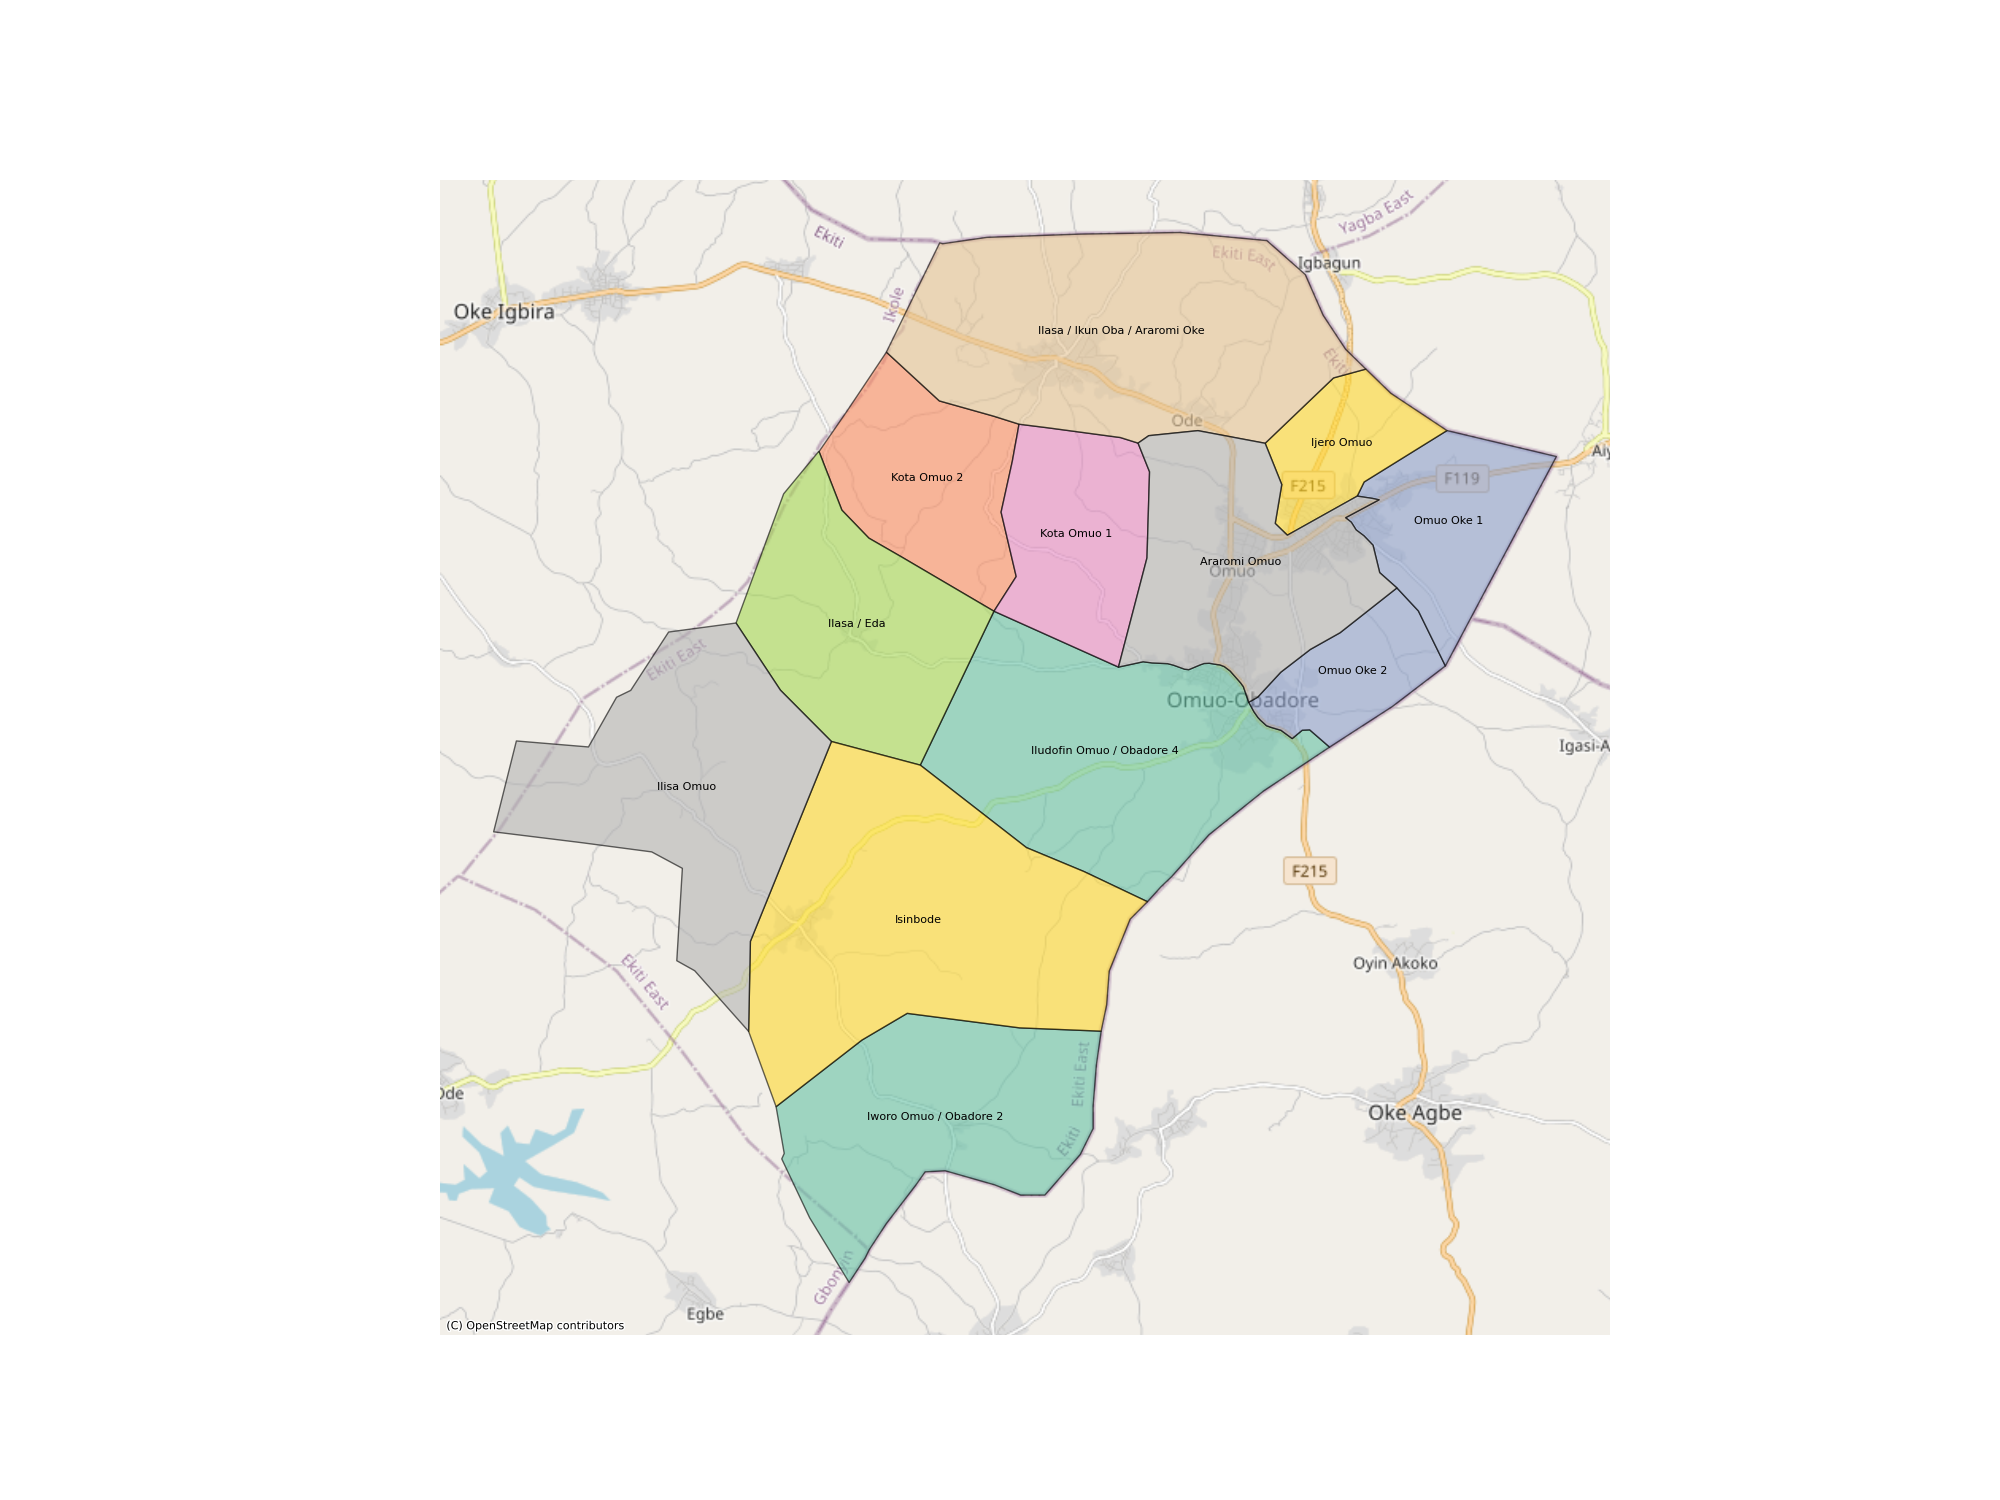 Yagba East
Ekiti
Ekiti East
Igbagun
Ikole
Oke Igbira
Ilasa / Ikun Oba / Araromi Oke
Ekiti
Ode
Ijero Omuo
Kota Omuo 2
F215
F119
Omuo Oke 1
Kota Omuo 1
Araromi Omuo
Omuo
Ilasa / Eda
Ekiti East
Omuo Oke 2
Omuo-Obadore
Iludofin Omuo / Obadore 4
Igasi-A
Ilisa Omuo
F215
Isinbode
Oyin Akoko
Ekiti East
Ekiti East
Ode
Iworo Omuo / Obadore 2
Oke Agbe
Ekiti
Egbe
(C) OpenStreetMap contributors